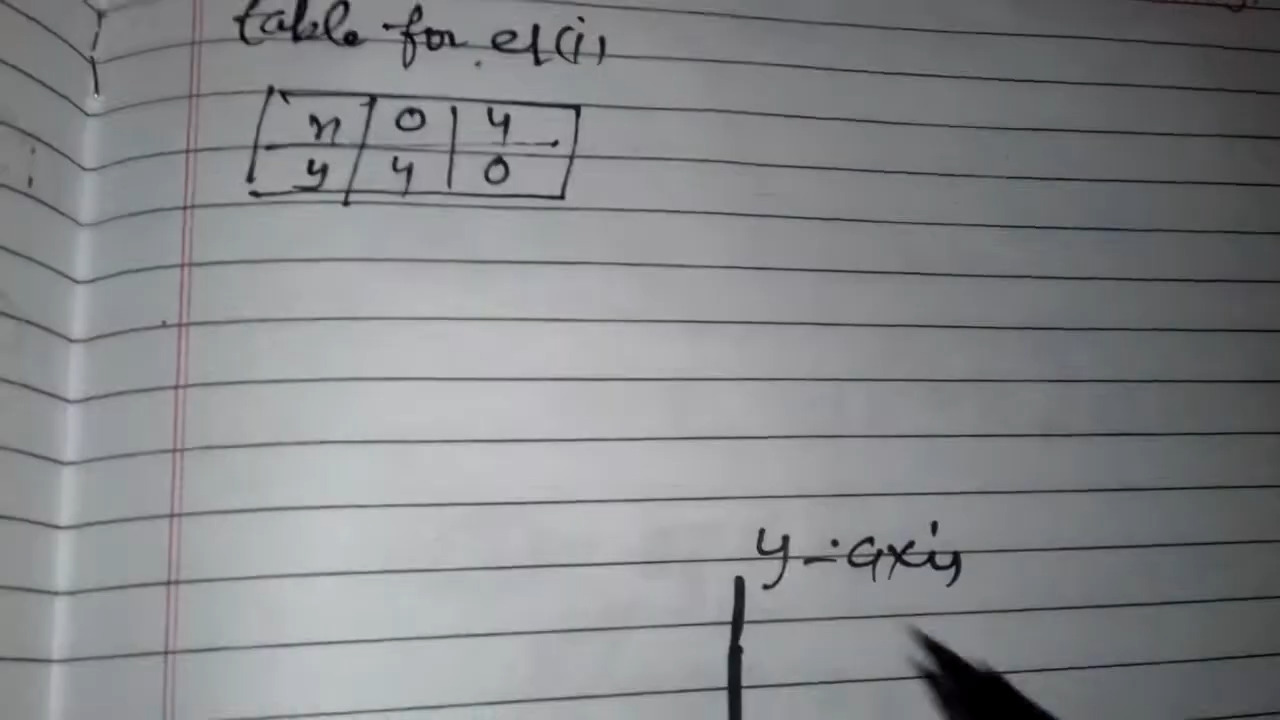 table for eq(i)
x 0 4
y 4 0
y-axis